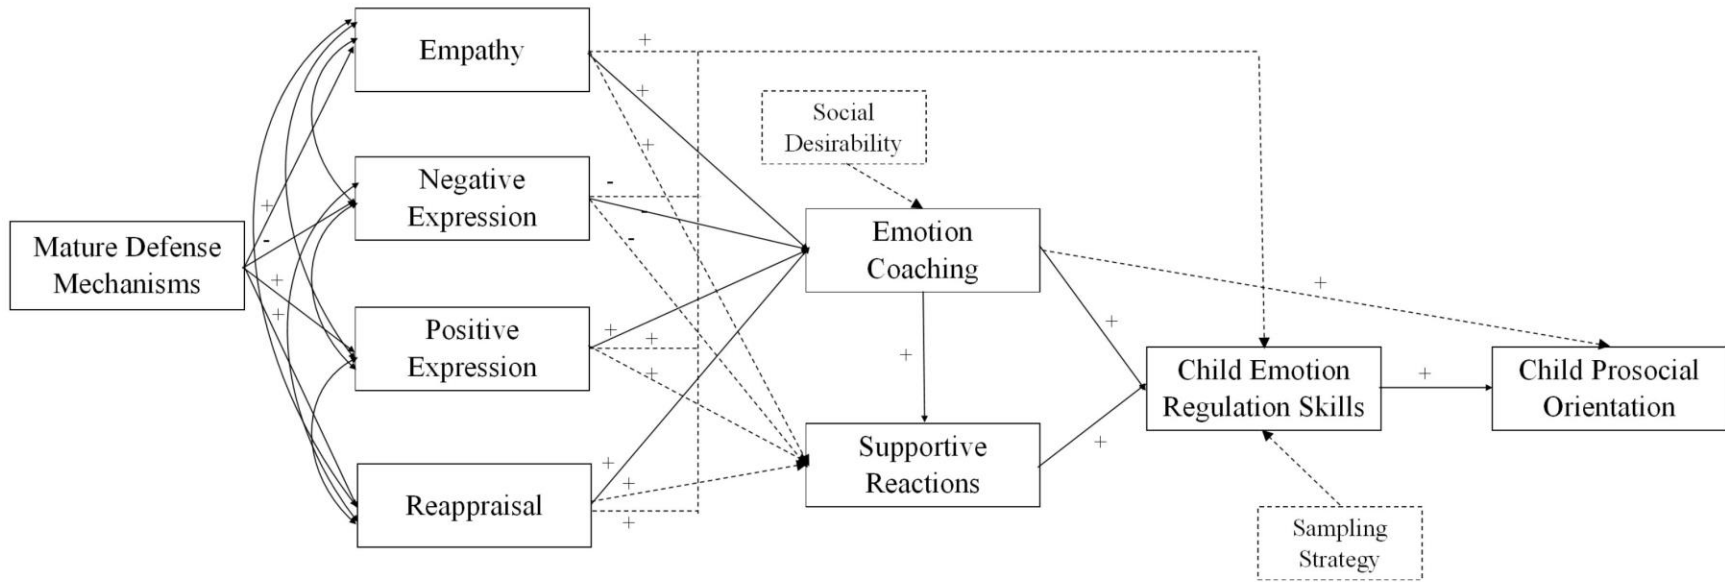 Empathy
Negative
Expression
Mature Defense
Mechanisms
Positive
Expression
Reappraisal
Social
Desirability
Emotion
Coaching
Supportive
Reactions
Child Emotion
Regulation Skills
Sampling
Strategy
Child Prosocial
Orientation
+
-
+
+
+
+
+
-
-
-
+
+
+
+
+
+
+
+
+
+
+